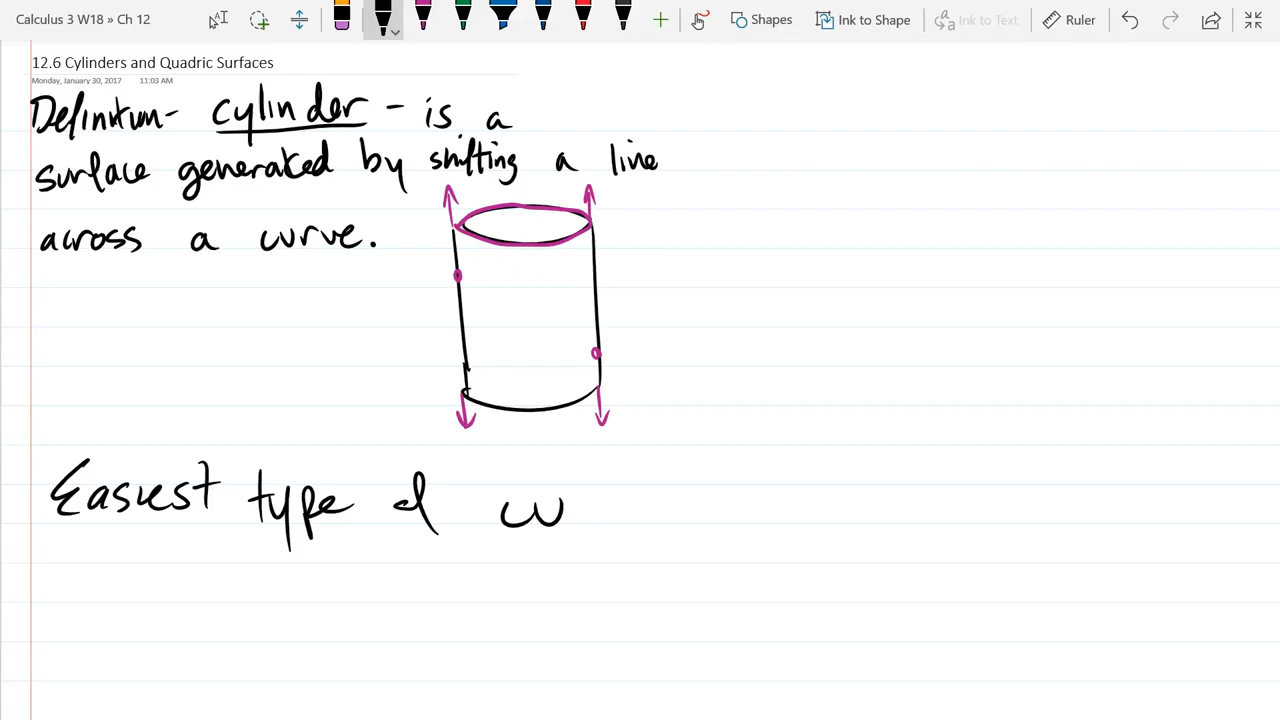 Calculus 3 W18 » Ch 12
Shapes
Ink to Shape
Ink to Text
Ruler
12.6 Cylinders and Quadric Surfaces
Monday, January 30, 2017 11:03 AM
Definition- cylinder - is a
surface generated by shifting a line
across a curve.
Easiest type of